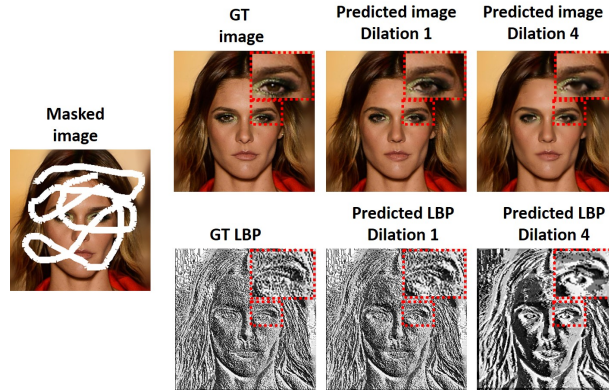 GT
image
Predicted image
Dilation 1
Predicted image
Dilation 4
Masked
image
GT LBP
Predicted LBP
Dilation 1
Predicted LBP
Dilation 4